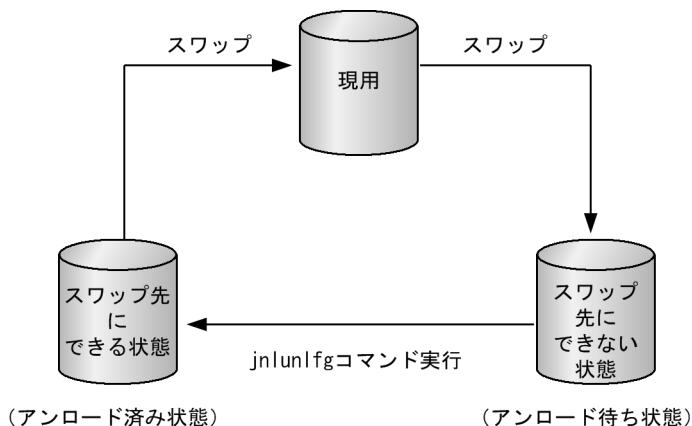 スワップ
スワップ
現用
スワップ先
に
できる状態
スワップ
先に
できない
状態
jnlunlfgコマンド実行
（アンロード済み状態）
（アンロード待ち状態）